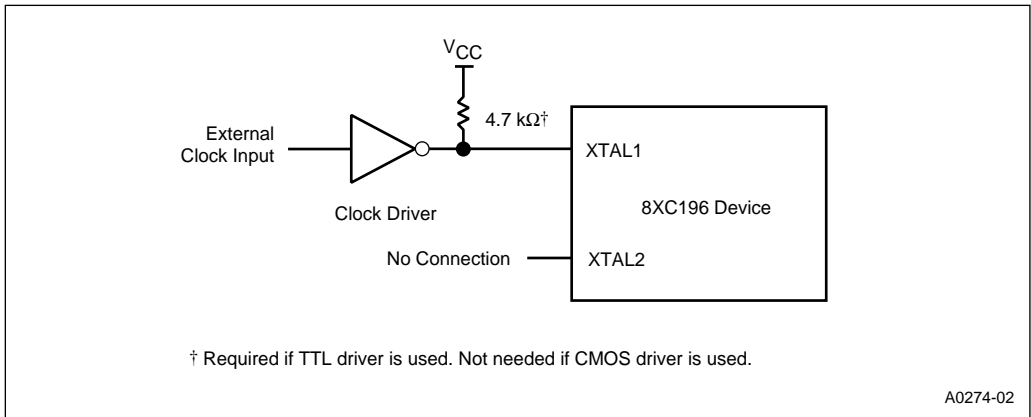 VCC
4.7 kΩ†
External
Clock Input
XTAL1
8XC196 Device
Clock Driver
No Connection
XTAL2
† Required if TTL driver is used. Not needed if CMOS driver is used.
A0274-02